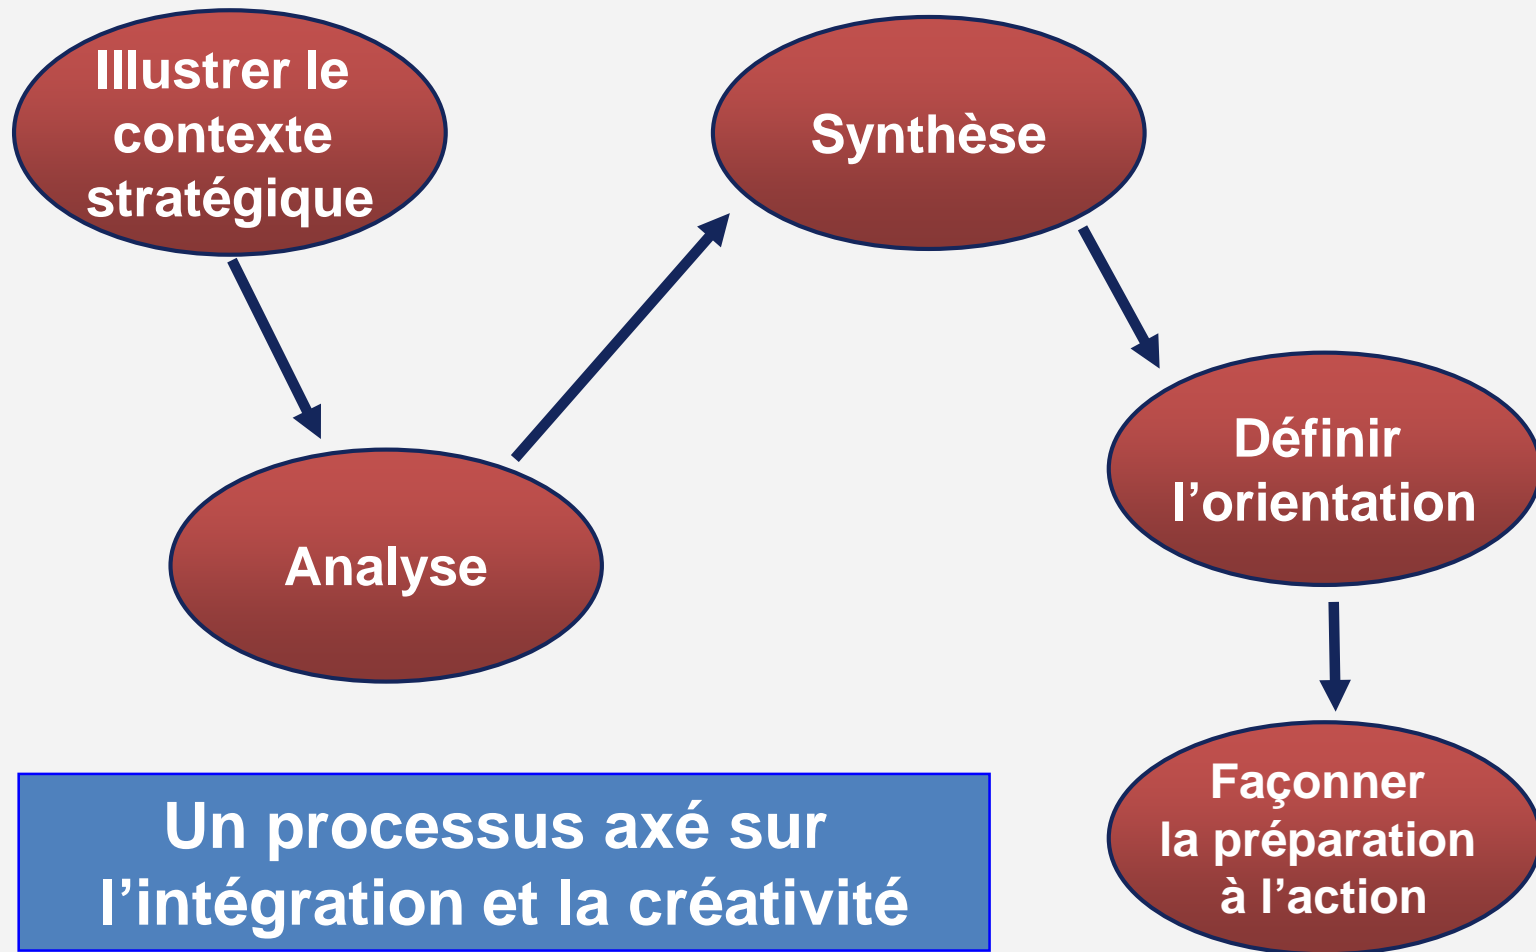 Illustrer le
contexte
stratégique
Synthèse
Définir
l’orientation
Analyse
Façonner
la préparation
à l’action
Un processus axé sur
l’intégration et la créativité